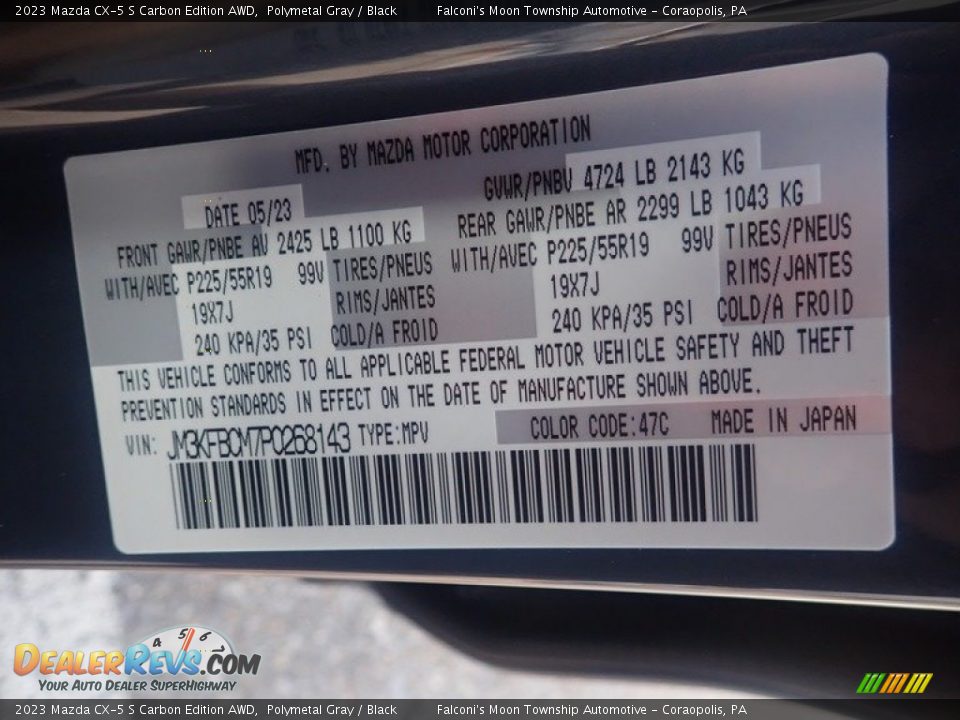 2023 Mazda CX-5 S Carbon Edition AWD,  Polymetal Gray / Black  Falconi's Moon Township Automotive - Coraopolis, PA
MFD. BY MAZDA MOTOR CORPORATION
DATE 05/23  GVWR/PNBV 4724 LB 2143 KG
FRONT GAWR/PNBE AV 2425 LB 1100 KG  REAR GAWR/PNBE AR 2299 LB 1043 KG
WITH/AVEC P225/55R19 99V TIRES/PNEUS  WITH/AVEC P225/55R19 99V TIRES/PNEUS
19X7J RIMS/JANTES  19X7J RIMS/JANTES
240 KPA/35 PSI COLD/A FROID  240 KPA/35 PSI COLD/A FROID
THIS VEHICLE CONFORMS TO ALL APPLICABLE FEDERAL MOTOR VEHICLE SAFETY AND THEFT
PREVENTION STANDARDS IN EFFECT ON THE DATE OF MANUFACTURE SHOWN ABOVE.
VIN: JM3KFBCM7P0268143 TYPE:MPV  COLOR CODE:47C  MADE IN JAPAN
4 5 6
DEALERREVS.COM
YOUR AUTO DEALER SUPERHIGHWAY
2023 Mazda CX-5 S Carbon Edition AWD,  Polymetal Gray / Black  Falconi's Moon Township Automotive - Coraopolis, PA